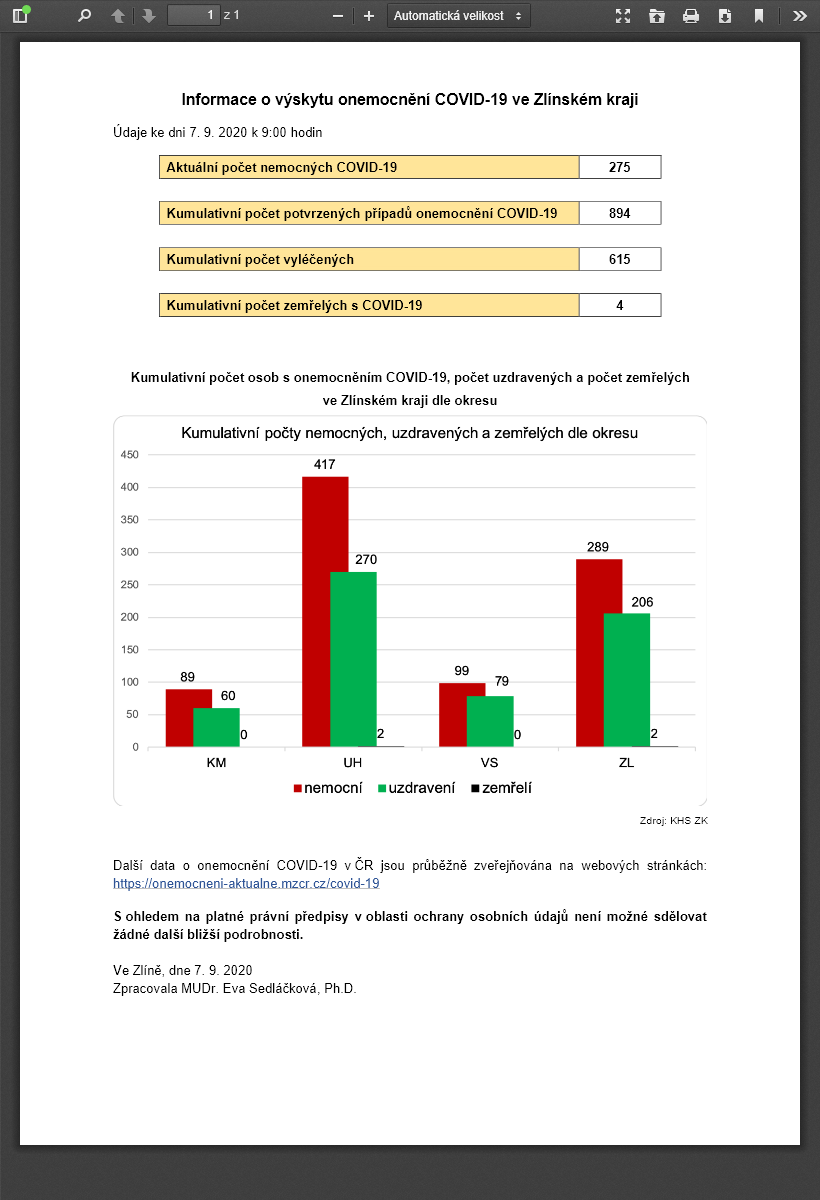 1 z 1
Automatická velikost
Informace o výskytu onemocnění COVID-19 ve Zlínském kraji
Údaje ke dni 7. 9. 2020 k 9:00 hodin
Aktuální počet nemocných COVID-19 275
Kumulativní počet potvrzených případů onemocnění COVID-19 894
Kumulativní počet vyléčených 615
Kumulativní počet zemřelých s COVID-19 4
Kumulativní počet osob s onemocněním COVID-19, počet uzdravených a počet zemřelých
ve Zlínském kraji dle okresu
Kumulativní počty nemocných, uzdravených a zemřelých dle okresu
450
400
350
300
250
200
150
100
50
0
89
60
0
417
270
2
99
79
0
289
206
2
KM UH VS ZL
nemocní uzdravení zemřelí
Zdroj: KHS ZK
Další data o onemocnění COVID-19 v ČR jsou průběžně zveřejňována na webových stránkách:
https://onemocneni-aktualne.mzcr.cz/covid-19
S ohledem na platné právní předpisy v oblasti ochrany osobních údajů není možné sdělovat
žádné další bližší podrobnosti.
Ve Zlíně, dne 7. 9. 2020
Zpracovala MUDr. Eva Sedláčková, Ph.D.